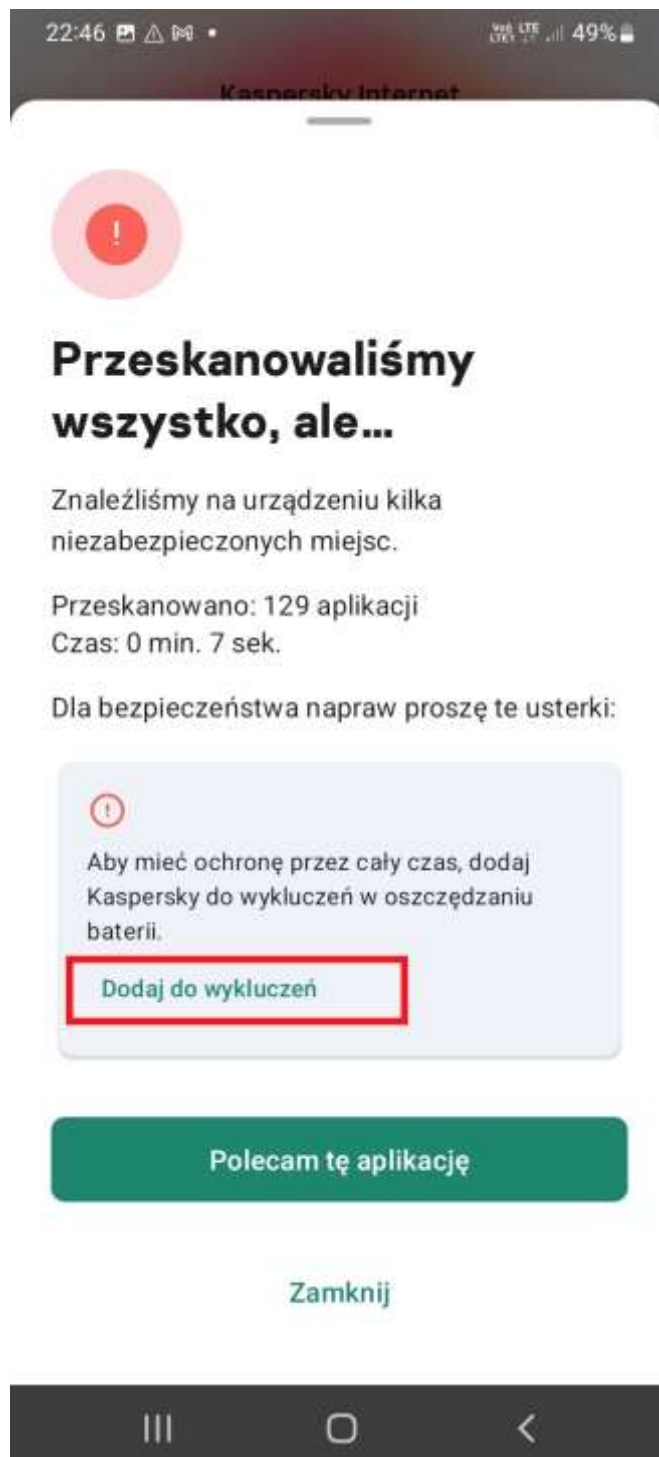 22:46 LTE 49%
Kaspersky Internet
Przeskanowaliśmy
wszystko, ale...
Znaleźliśmy na urządzeniu kilka
niezabezpieczonych miejsc.
Przeskanowano: 129 aplikacji
Czas: 0 min. 7 sek.
Dla bezpieczeństwa napraw proszę te usterki:
Aby mieć ochronę przez cały czas, dodaj
Kaspersky do wykluczeń w oszczędzaniu
baterii.
Dodaj do wykluczeń
Polecam tę aplikację
Zamknij